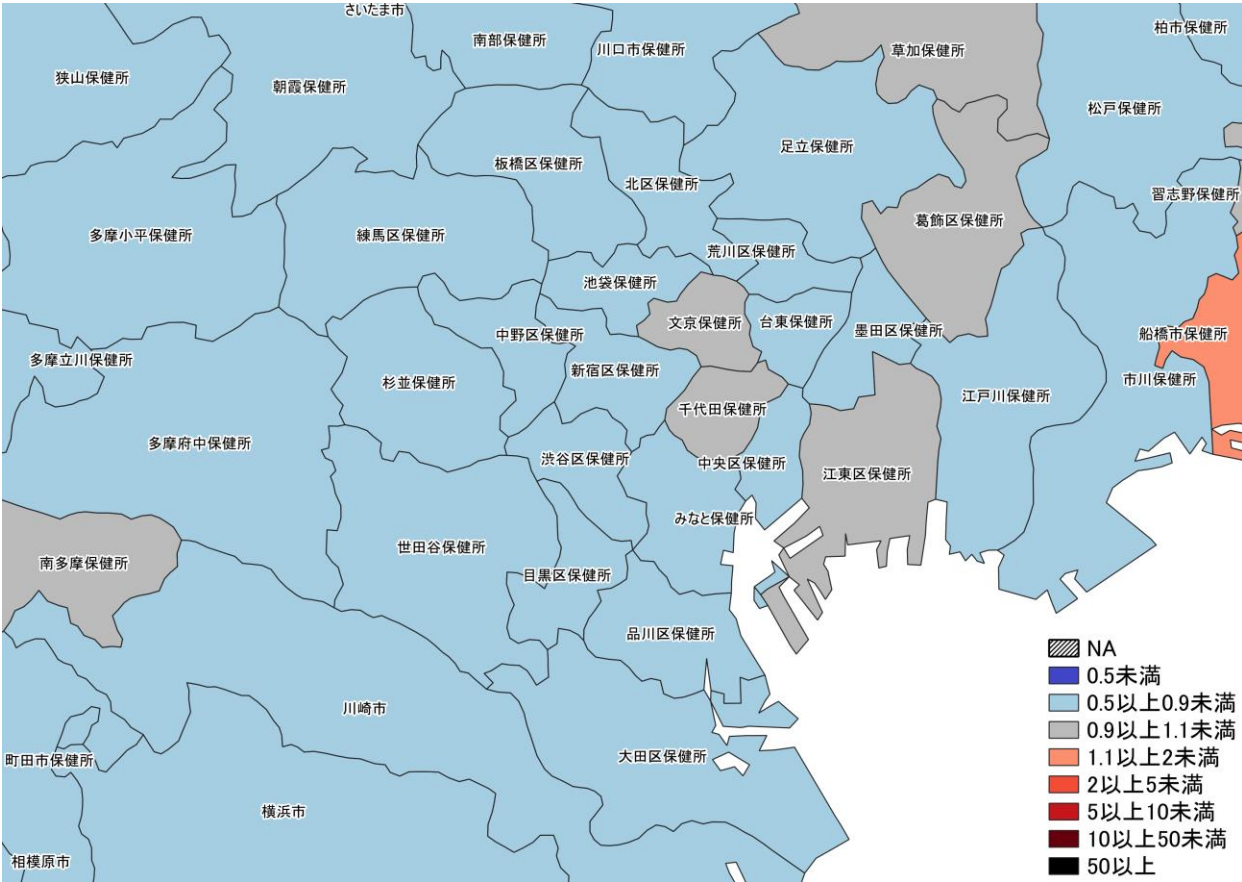 さいたま市
南部保健所
川口市保健所
草加保健所
柏市保健所
狭山保健所
朝霞保健所
松戸保健所
足立保健所
板橋区保健所
北区保健所
習志野保健所
葛飾区保健所
多摩小平保健所
練馬区保健所
荒川区保健所
池袋保健所
文京保健所
台東保健所
墨田区保健所
中野区保健所
船橋市保健所
多摩立川保健所
新宿区保健所
杉並保健所
市川保健所
江戸川保健所
千代田保健所
多摩府中保健所
渋谷区保健所
中央区保健所
江東区保健所
みなと保健所
世田谷保健所
南多摩保健所
目黒区保健所
品川区保健所
川崎市
大田区保健所
町田市保健所
横浜市
相模原市
NA
0.5未満
0.5以上0.9未満
0.9以上1.1未満
1.1以上2未満
2以上5未満
5以上10未満
10以上50未満
50以上